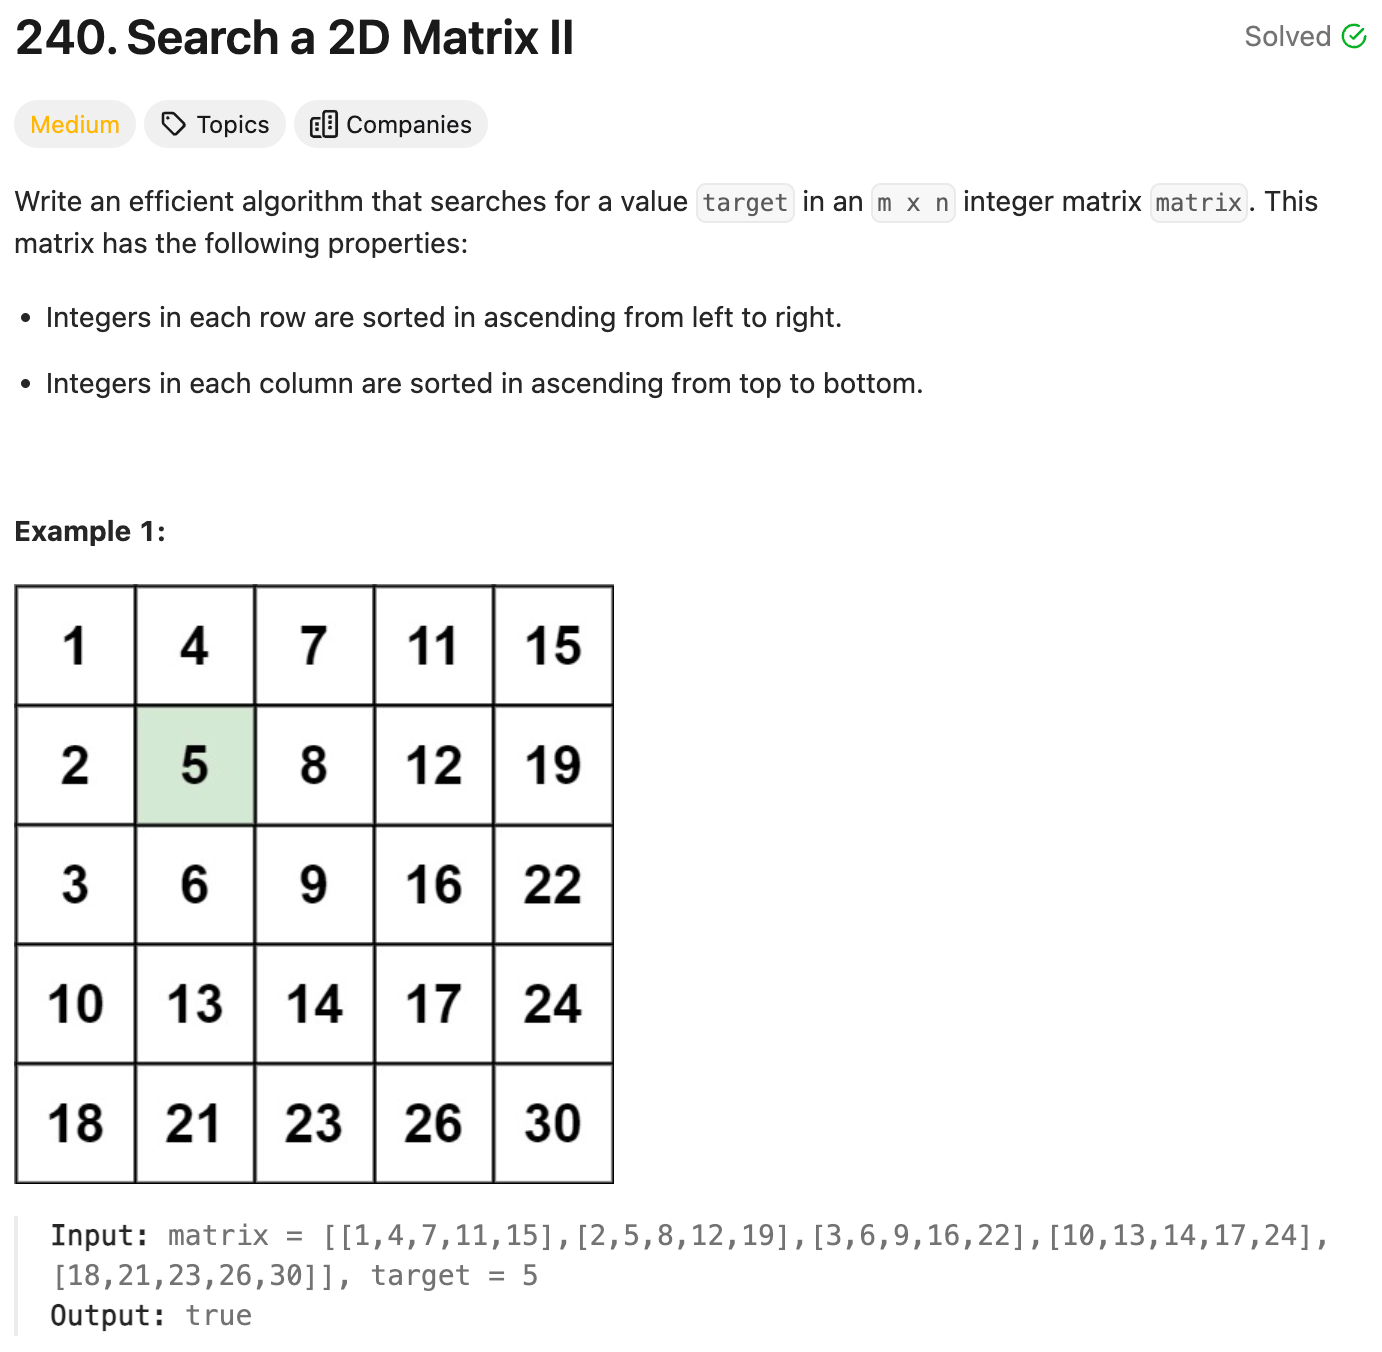 240. Search a 2D Matrix II
Solved
Medium
Topics
Companies
Write an efficient algorithm that searches for a value target in an m x n integer matrix matrix. This
matrix has the following properties:
• Integers in each row are sorted in ascending from left to right.
• Integers in each column are sorted in ascending from top to bottom.
Example 1:
1 4 7 11 15
2 5 8 12 19
3 6 9 16 22
10 13 14 17 24
18 21 23 26 30
Input: matrix = [[1,4,7,11,15],[2,5,8,12,19],[3,6,9,16,22],[10,13,14,17,24],
[18,21,23,26,30]], target = 5
Output: true